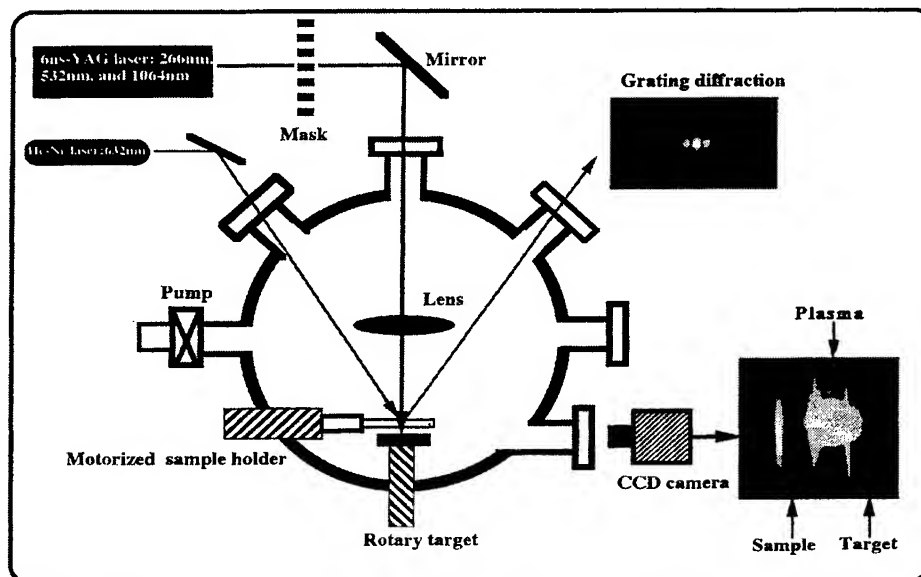 6ns-YAG laser: 266nm,
532nm, and 1064nm
Mirror
Grating diffraction
Mask
He-Ne laser:632nm
Pump
Lens
Plasma
Motorized sample holder
CCD camera
Rotary target
Sample
Target